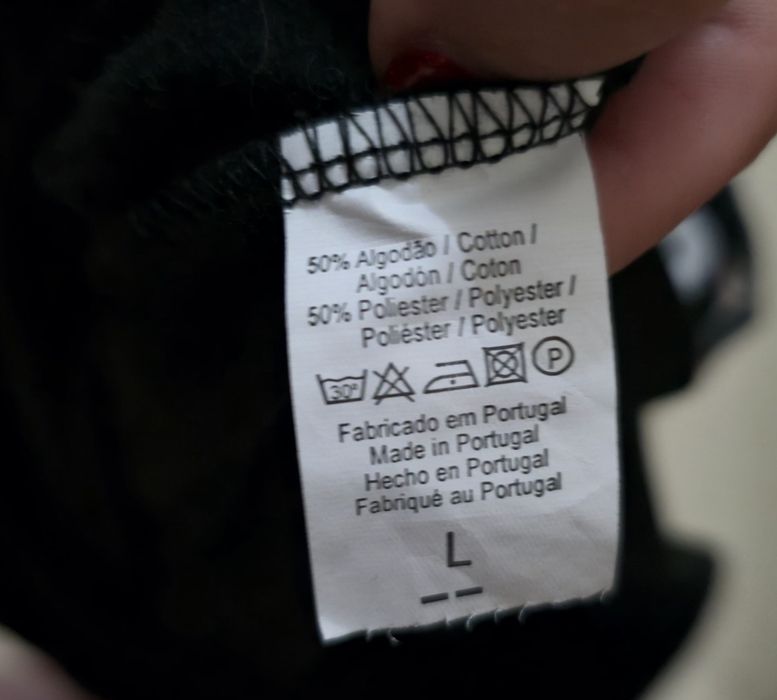 50% Algodão / Cotton /
Algodón / Coton
50% Poliester / Polyester /
Poliéster / Polyester
30° P
Fabricado em Portugal
Made in Portugal
Hecho en Portugal
Fabriqué au Portugal
L